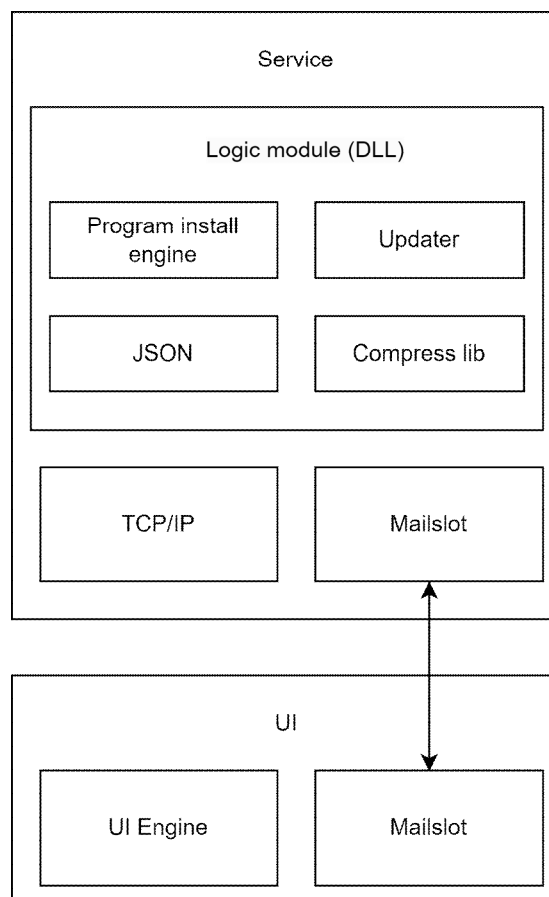 Service
Logic module (DLL)
Program install
engine
Updater
JSON
Compress lib
TCP/IP
Mailslot
UI
UI Engine
Mailslot